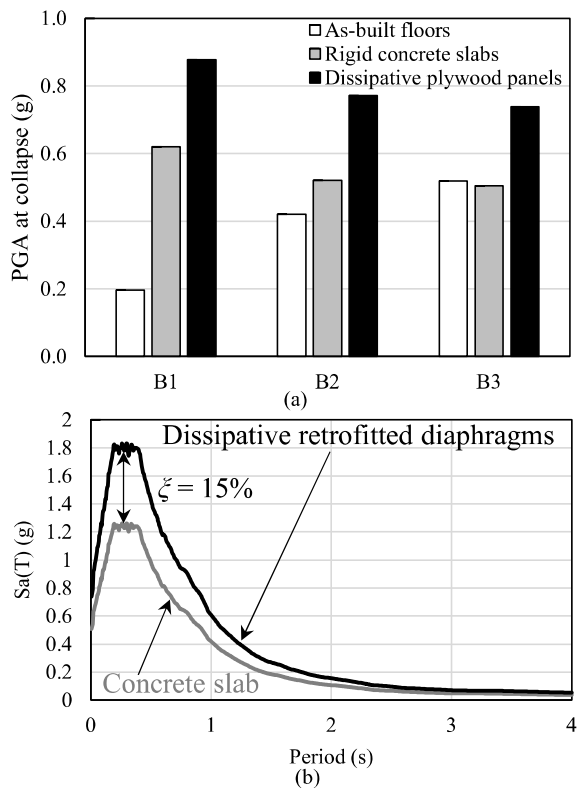 1.0
0.8
0.6
0.4
0.2
0.0
PGA at collapse (g)
As-built floors
Rigid concrete slabs
Dissipative plywood panels
B1 B2 B3
(a)
2
1.8
1.6
1.4
1.2
1
0.8
0.6
0.4
0.2
0
Sa(T) (g)
Dissipative retrofitted diaphragms
ξ = 15%
Concrete slab
0 1 2 3 4
Period (s)
(b)